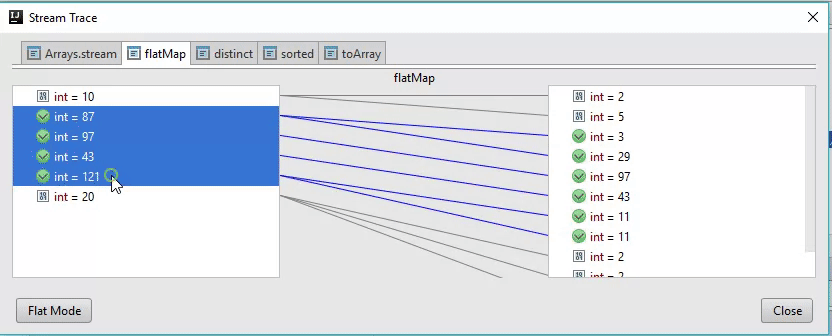 IJ Stream Trace
Arrays.stream flatMap distinct sorted toArray
flatMap
int = 10
int = 87
int = 97
int = 43
int = 121
int = 20
int = 2
int = 5
int = 3
int = 29
int = 97
int = 43
int = 11
int = 11
int = 2
int = 2
Flat Mode
Close